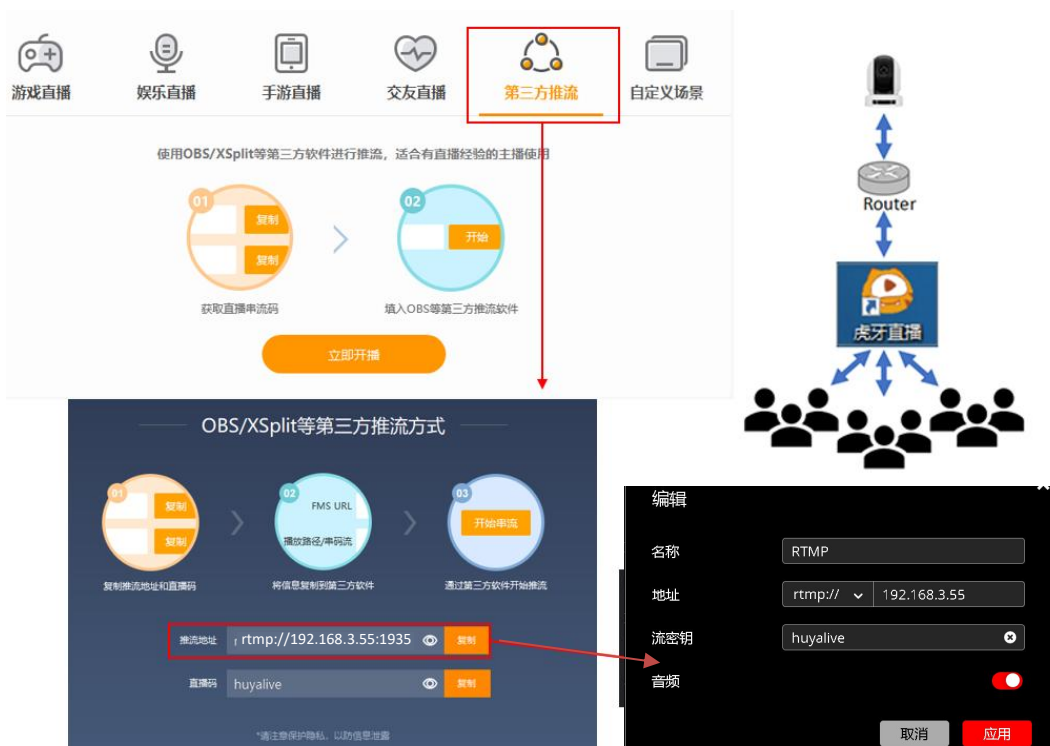 游戏直播
娱乐直播
手游直播
交友直播
第三方推流
自定义场景
使用OBS/XSplit等第三方软件进行推流，适合有直播经验的主播使用
01
复制
复制
02
开始
获取直播串流码
填入OBS等第三方推流软件
立即开播
Router
虎牙直播
OBS/XSplit等第三方推流方式
01
复制
复制
02
FMS URL
播放路径/串码流
03
开始串流
复制推流地址和直播码
将信息复制到第三方软件
通过第三方软件开始推流
推流地址
rtmp://192.168.3.55:1935
复制
直播码
huyalive
复制
*请注意保护隐私，以防信息泄露
编辑
名称
RTMP
地址
rtmp://
192.168.3.55
流密钥
huyalive
音频
取消
应用